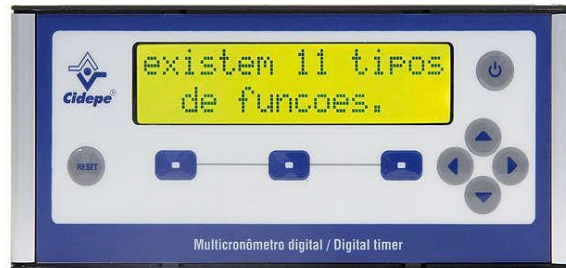 existem 11 tipos
de funcoes.
Cidepe®
RESET
Multicronômetro digital / Digital timer